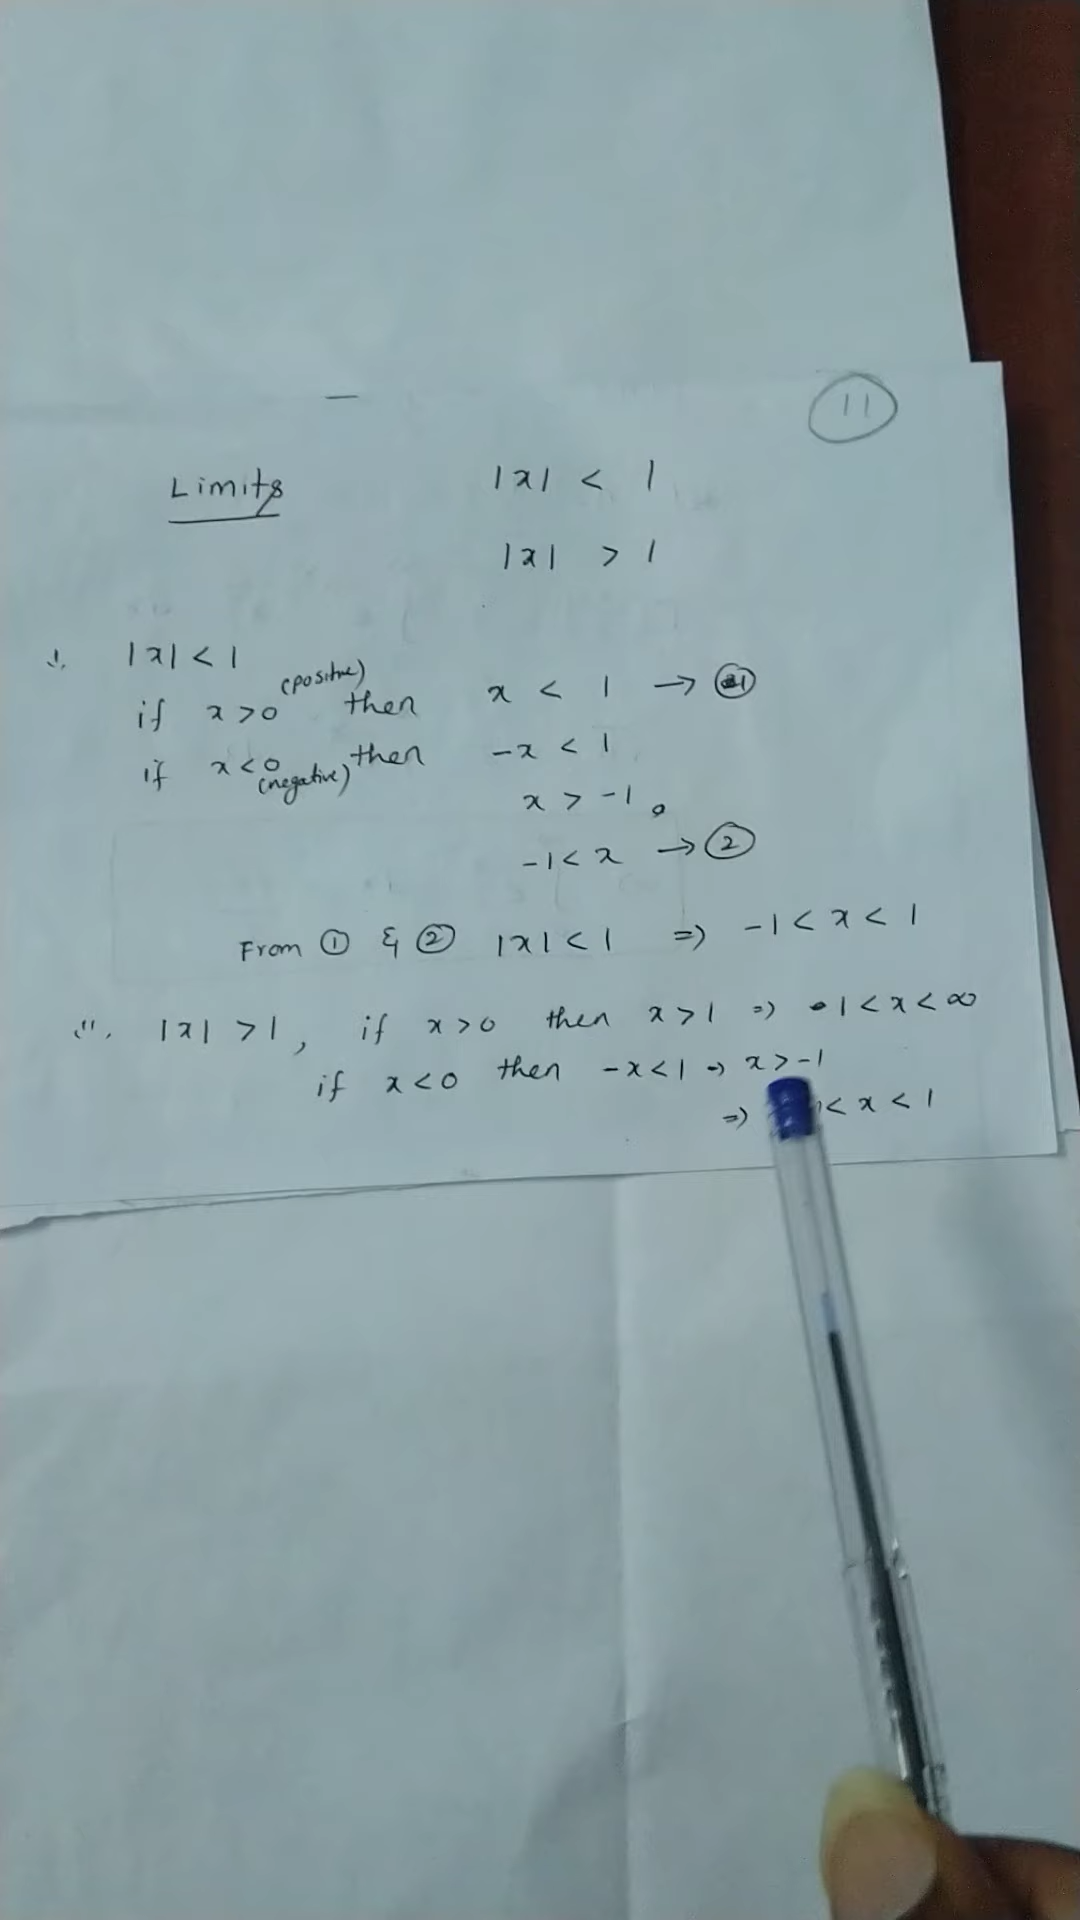 11
Limits |x| < 1
|x| > 1
i. |x| < 1
if x > 0 (positive) then x < 1 → ①
if x < 0 (negative) then -x < 1
x > -1
-1 < x → ②
From ① & ② |x| < 1 ⇒ -1 < x < 1
ii. |x| > 1, if x > 0 then x > 1 ⇒ 1 < x < ∞
if x < 0 then -x < 1 ⇒ x > -1
⇒ < x < 1